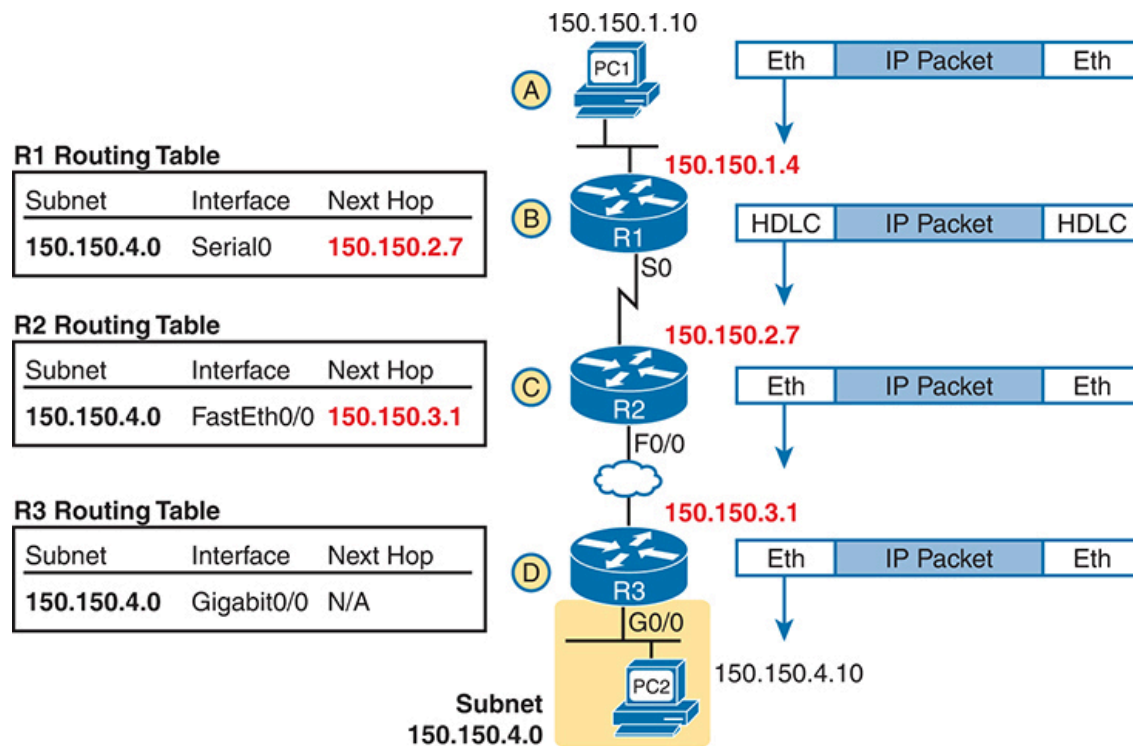 150.150.1.10
PC1
A
Eth IP Packet Eth
R1 Routing Table
Subnet Interface Next Hop
150.150.4.0 Serial0 150.150.2.7
150.150.1.4
B
R1
HDLC IP Packet HDLC
S0
R2 Routing Table
Subnet Interface Next Hop
150.150.4.0 FastEth0/0 150.150.3.1
150.150.2.7
C
R2
Eth IP Packet Eth
F0/0
R3 Routing Table
Subnet Interface Next Hop
150.150.4.0 Gigabit0/0 N/A
150.150.3.1
D
R3
Eth IP Packet Eth
G0/0
PC2
150.150.4.10
Subnet
150.150.4.0